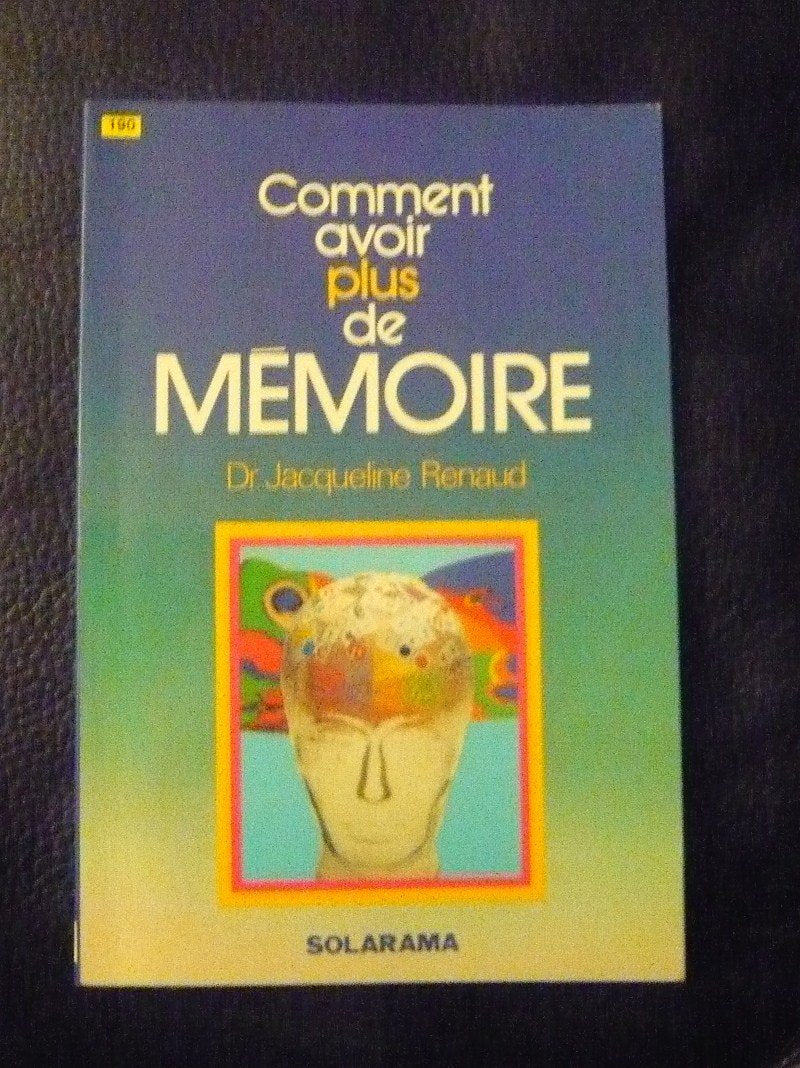 190
Comment
avoir
plus
de
MÉMOIRE
Dr Jacqueline Renaud
SOLARAMA